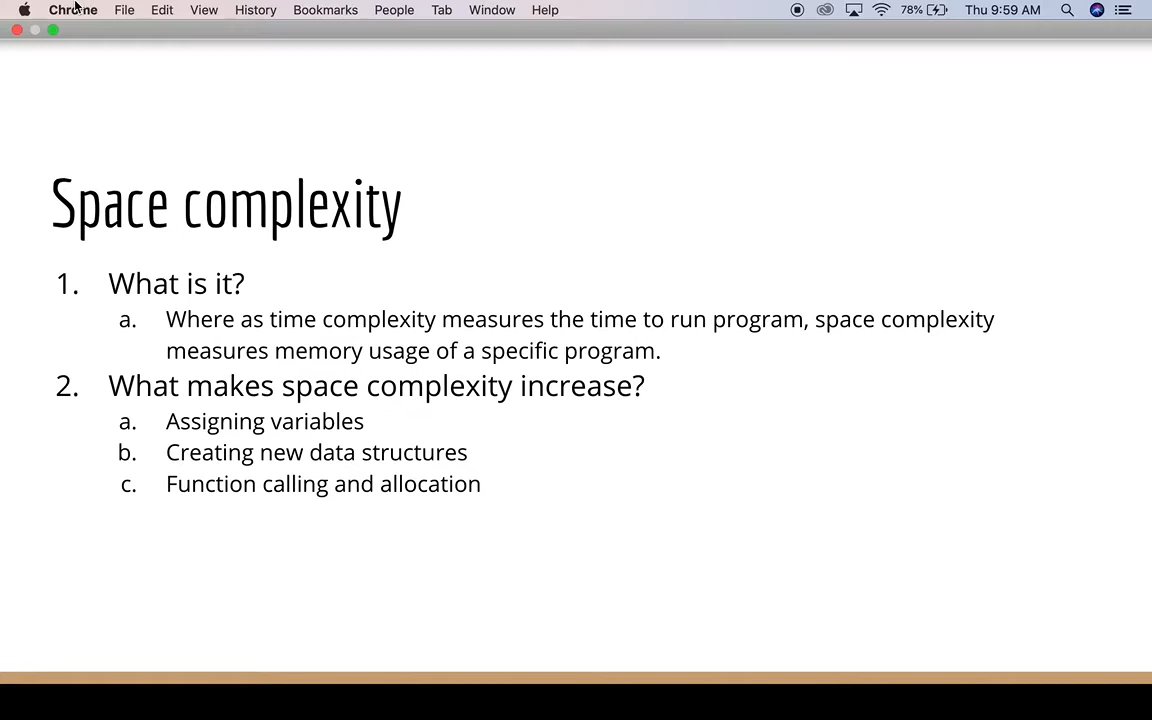 Chrome File Edit View History Bookmarks People Tab Window Help 78% Thu 9:59 AM
Space complexity
1. What is it?
a. Where as time complexity measures the time to run program, space complexity
measures memory usage of a specific program.
2. What makes space complexity increase?
a. Assigning variables
b. Creating new data structures
c. Function calling and allocation